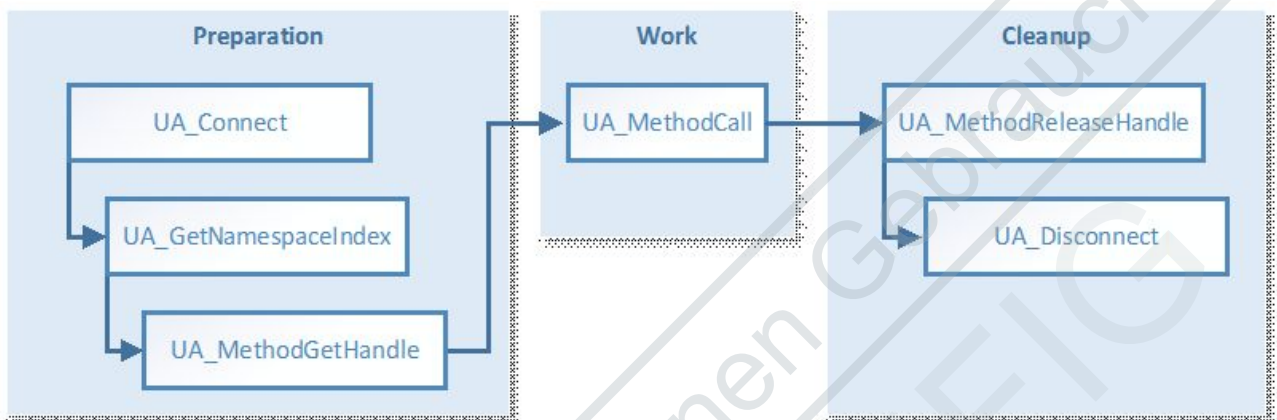 Preparation
UA_Connect
UA_GetNamespaceIndex
UA_MethodGetHandle
Work
UA_MethodCall
Cleanup
UA_MethodReleaseHandle
UA_Disconnect